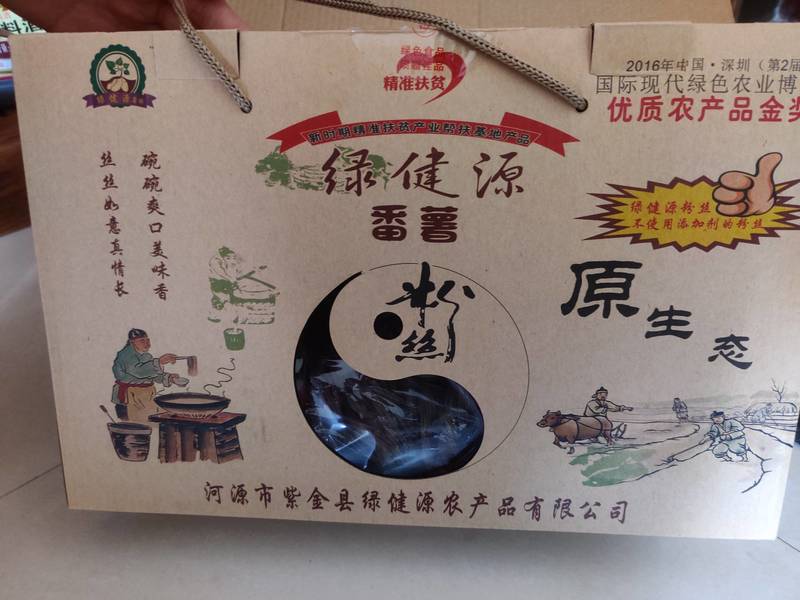 绿色食品
精准扶贫
2016年中国·深圳（第2届
国际现代绿色农业博
优质农产品金奖
新时期精准扶贫产业帮扶基地产品
绿健源
番薯
粉
絲
碗碗爽口美味香
丝丝如意真情长
绿健源粉丝
不使用添加剂的粉丝
原生态
河源市紫金县绿健源农产品有限公司